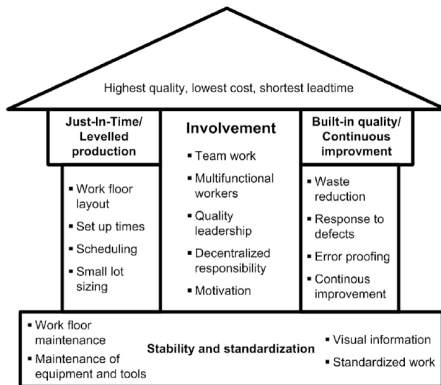 Highest quality, lowest cost, shortest leadtime
Just-In-Time/
Levelled
production
▪ Work floor
layout
▪ Set up times
▪ Scheduling
▪ Small lot
sizing
Involvement
▪ Team work
▪ Multifunctional
workers
▪ Quality
leadership
▪ Decentralized
responsibility
▪ Motivation
Built-in quality/
Continuous
improvment
▪ Waste
reduction
▪ Response to
defects
▪ Error proofing
▪ Continous
improvement
▪ Work floor
maintenance
▪ Maintenance of
equipment and tools
Stability and standardization
▪ Visual information
▪ Standardized work